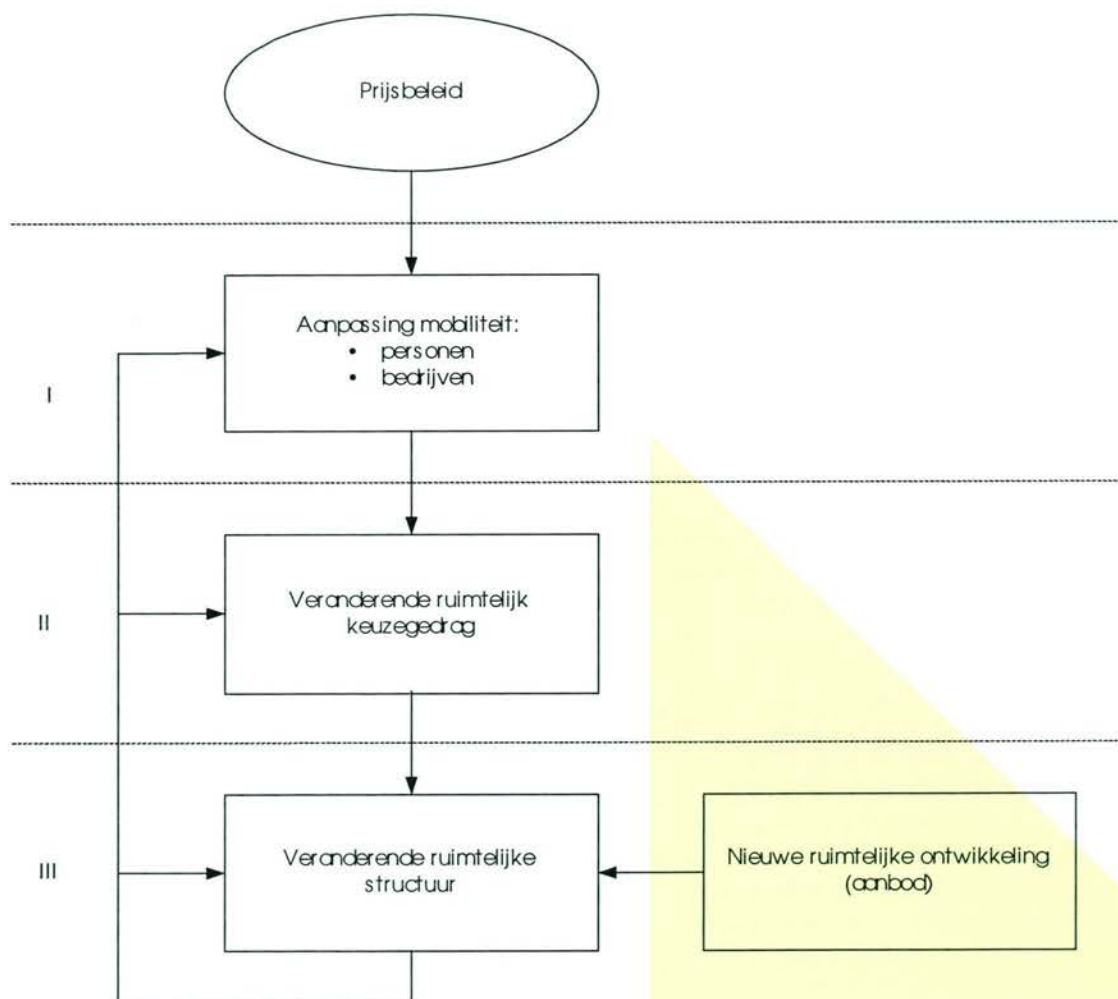 Prijsbeleid
Aanpassing mobiliteit:
• personen
• bedrijven
I
Veranderende ruimtelijk
keuzegedrag
II
Veranderende ruimtelijke
structuur
Nieuwe ruimtelijke ontwikkeling
(aanbod)
III